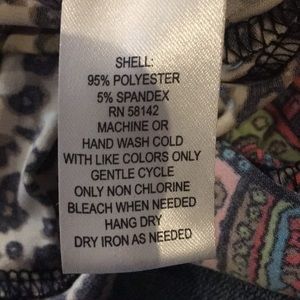 SHELL:
95% POLYESTER
5% SPANDEX
RN 58142
MACHINE OR
HAND WASH COLD
WITH LIKE COLORS ONLY
GENTLE CYCLE
ONLY NON CHLORINE
BLEACH WHEN NEEDED
HANG DRY
DRY IRON AS NEEDED